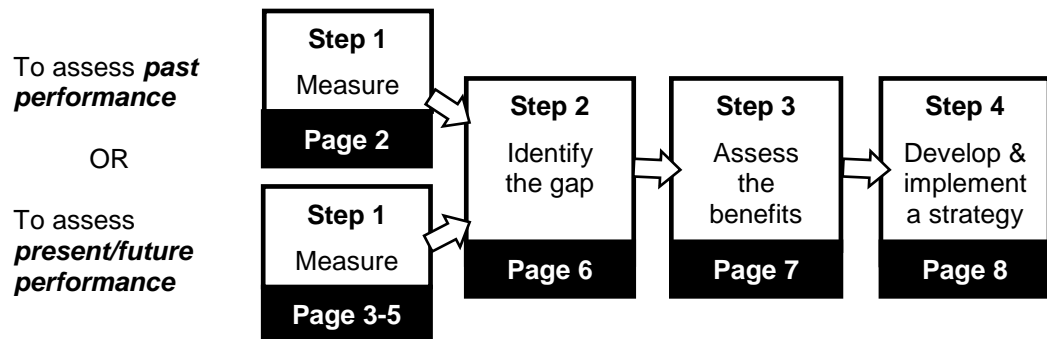 To assess past
performance
OR
To assess
present/future
performance
Step 1
Measure
Page 2
Step 1
Measure
Page 3-5
Step 2
Identify
the gap
Page 6
Step 3
Assess
the
benefits
Page 7
Step 4
Develop &
implement
a strategy
Page 8